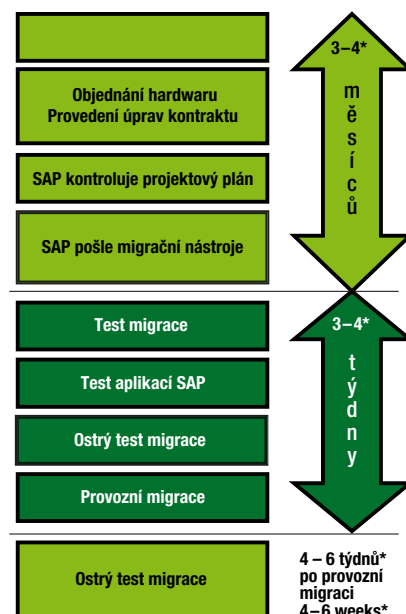 3–4*
měsíců
Objednání hardwaru
Provedení úprav kontraktu
SAP kontroluje projektový plán
SAP pošle migrační nástroje
Test migrace
3–4*
týdny
Test aplikací SAP
Ostrý test migrace
Provozní migrace
Ostrý test migrace
4 – 6 týdnů*
po provozní
migraci
4–6 weeks*